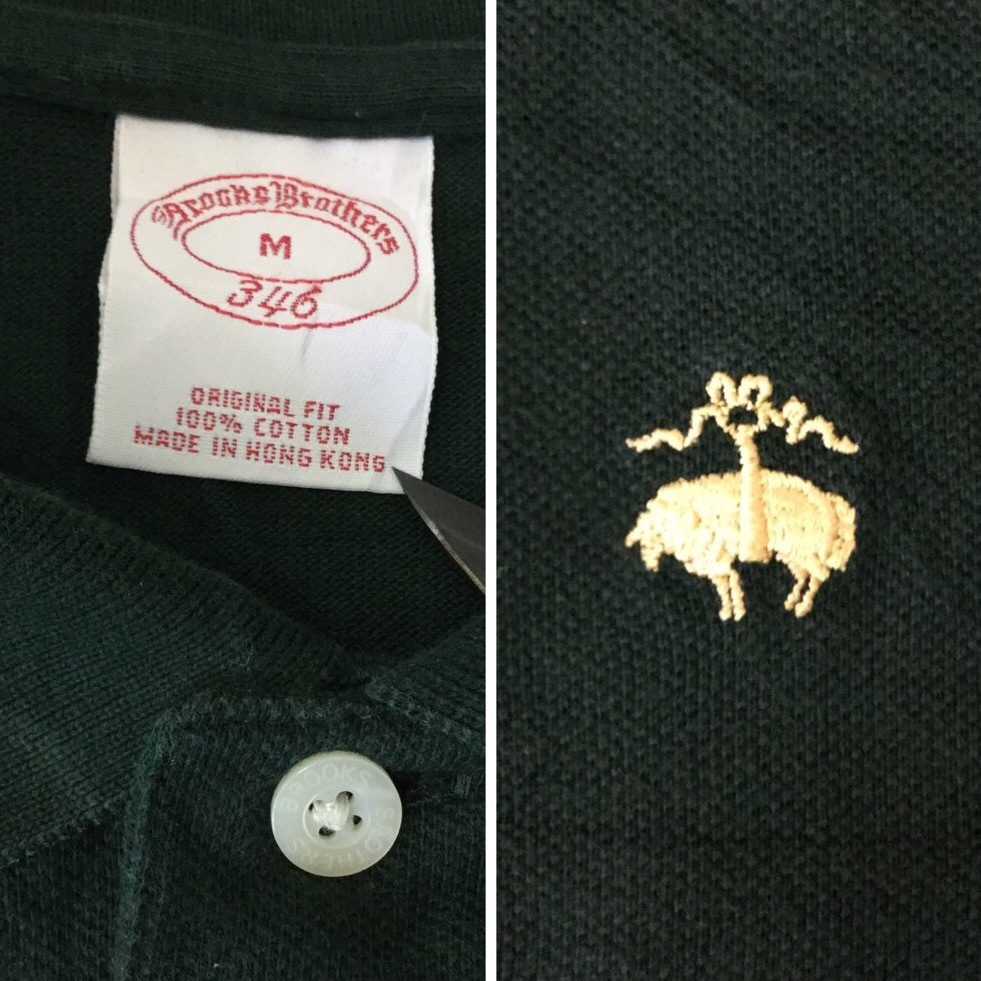 Brooks Brothers
M
346
ORIGINAL FIT
100% COTTON
MADE IN HONG KONG
BROOKS BROTHERS